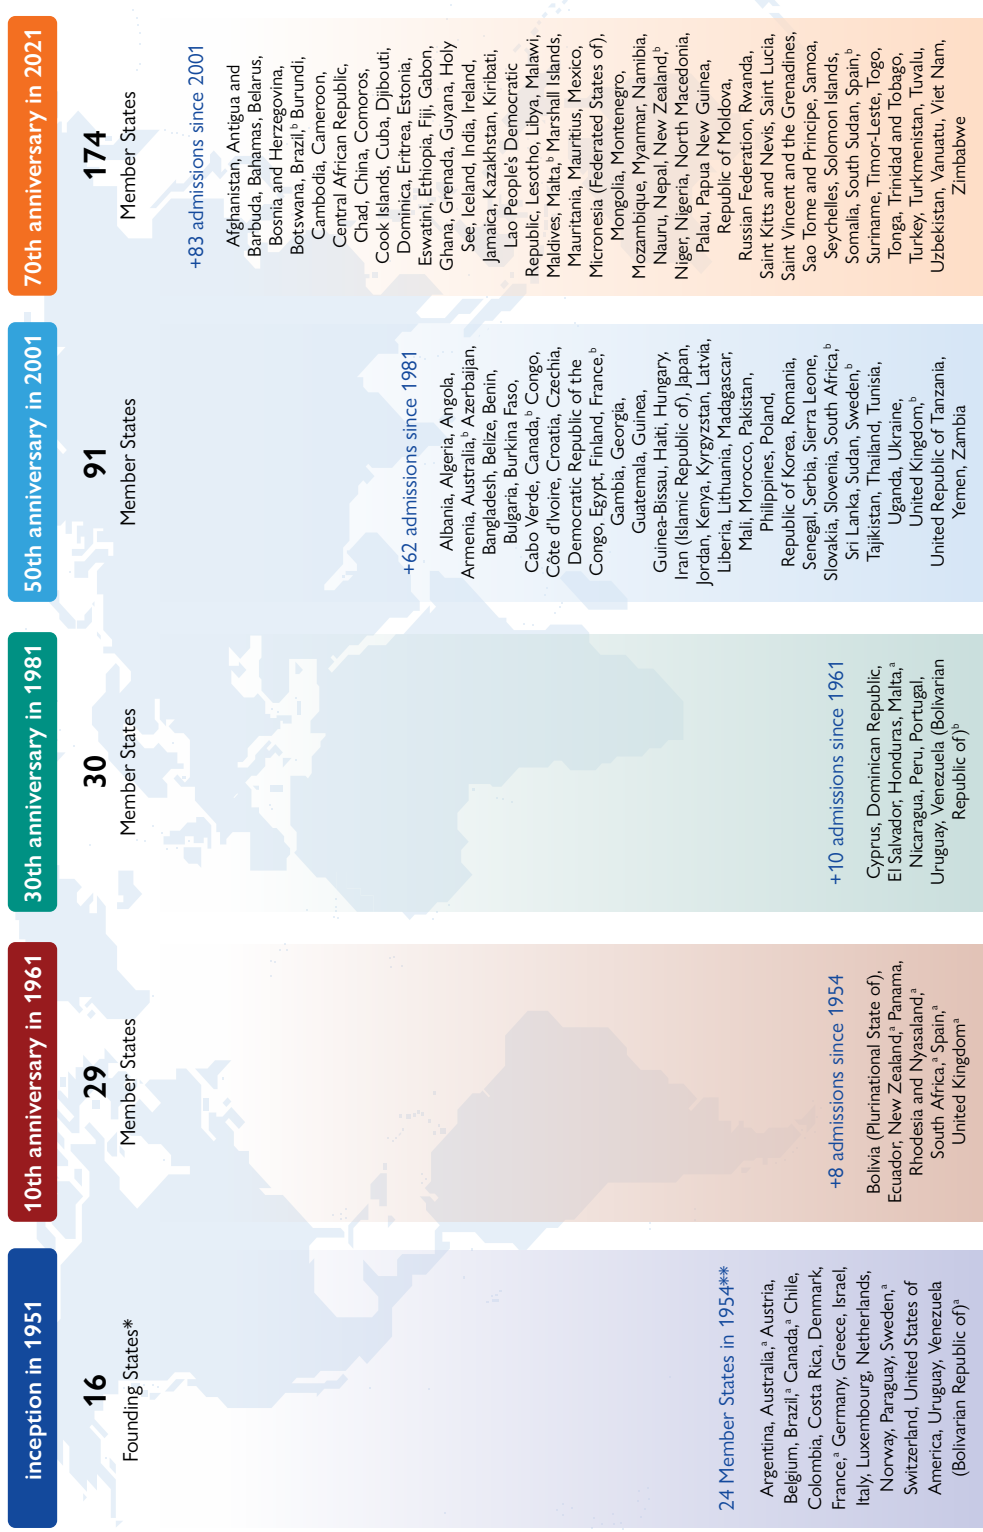 inception in 1951
16
Founding States*
24 Member States in 1954**
Argentina, Australia,ᵃ Austria,
Belgium, Brazil,ᵃ Canada,ᵃ Chile,
Colombia, Costa Rica, Denmark,
France,ᵃ Germany, Greece, Israel,
Italy, Luxembourg, Netherlands,
Norway, Paraguay, Sweden,ᵃ
Switzerland, United States of
America, Uruguay, Venezuela
(Bolivarian Republic of)ᵃ
10th anniversary in 1961
29
Member States
+8 admissions since 1954
Bolivia (Plurinational State of),
Ecuador, New Zealand,ᵃ Panama,
Rhodesia and Nyasaland,ᵃ
South Africa,ᵃ Spain,ᵃ
United Kingdomᵃ
30th anniversary in 1981
30
Member States
+10 admissions since 1961
Cyprus, Dominican Republic,
El Salvador, Honduras, Malta,ᵃ
Nicaragua, Peru, Portugal,
Uruguay, Venezuela (Bolivarian
Republic of)ᵇ
50th anniversary in 2001
91
Member States
+62 admissions since 1981
Albania, Algeria, Angola,
Armenia, Australia,ᵇ Azerbaijan,
Bangladesh, Belize, Benin,
Bulgaria, Burkina Faso,
Cabo Verde, Canada,ᵇ Congo,
Côte d'Ivoire, Croatia, Czechia,
Democratic Republic of the
Congo, Egypt, Finland, France,ᵇ
Gambia, Georgia,
Guatemala, Guinea,
Guinea-Bissau, Haiti, Hungary,
Iran (Islamic Republic of), Japan,
Jordan, Kenya, Kyrgyzstan, Latvia,
Liberia, Lithuania, Madagascar,
Mali, Morocco, Pakistan,
Philippines, Poland,
Republic of Korea, Romania,
Senegal, Serbia, Sierra Leone,
Slovakia, Slovenia, South Africa,ᵇ
Sri Lanka, Sudan, Sweden,ᵇ
Tajikistan, Thailand, Tunisia,
Uganda, Ukraine,
United Kingdom,ᵇ
United Republic of Tanzania,
Yemen, Zambia
70th anniversary in 2021
174
Member States
+83 admissions since 2001
Afghanistan, Antigua and
Barbuda, Bahamas, Belarus,
Bosnia and Herzegovina,
Botswana, Brazil,ᵇ Burundi,
Cambodia, Cameroon,
Central African Republic,
Chad, China, Comoros,
Cook Islands, Cuba, Djibouti,
Dominica, Eritrea, Estonia,
Eswatini, Ethiopia, Fiji, Gabon,
Ghana, Grenada, Guyana, Holy
See, Iceland, India, Ireland,
Jamaica, Kazakhstan, Kiribati,
Lao People's Democratic
Republic, Lesotho, Libya, Malawi,
Maldives, Malta,ᵇ Marshall Islands,
Mauritania, Mauritius, Mexico,
Micronesia (Federated States of),
Mongolia, Montenegro,
Mozambique, Myanmar, Namibia,
Nauru, Nepal, New Zealand,ᵇ
Niger, Nigeria, North Macedonia,
Palau, Papua New Guinea,
Republic of Moldova,
Russian Federation, Rwanda,
Saint Kitts and Nevis, Saint Lucia,
Saint Vincent and the Grenadines,
Sao Tome and Principe, Samoa,
Seychelles, Solomon Islands,
Somalia, South Sudan, Spain,ᵇ
Suriname, Timor-Leste, Togo,
Tonga, Trinidad and Tobago,
Turkey, Turkmenistan, Tuvalu,
Uzbekistan, Vanuatu, Viet Nam,
Zimbabwe